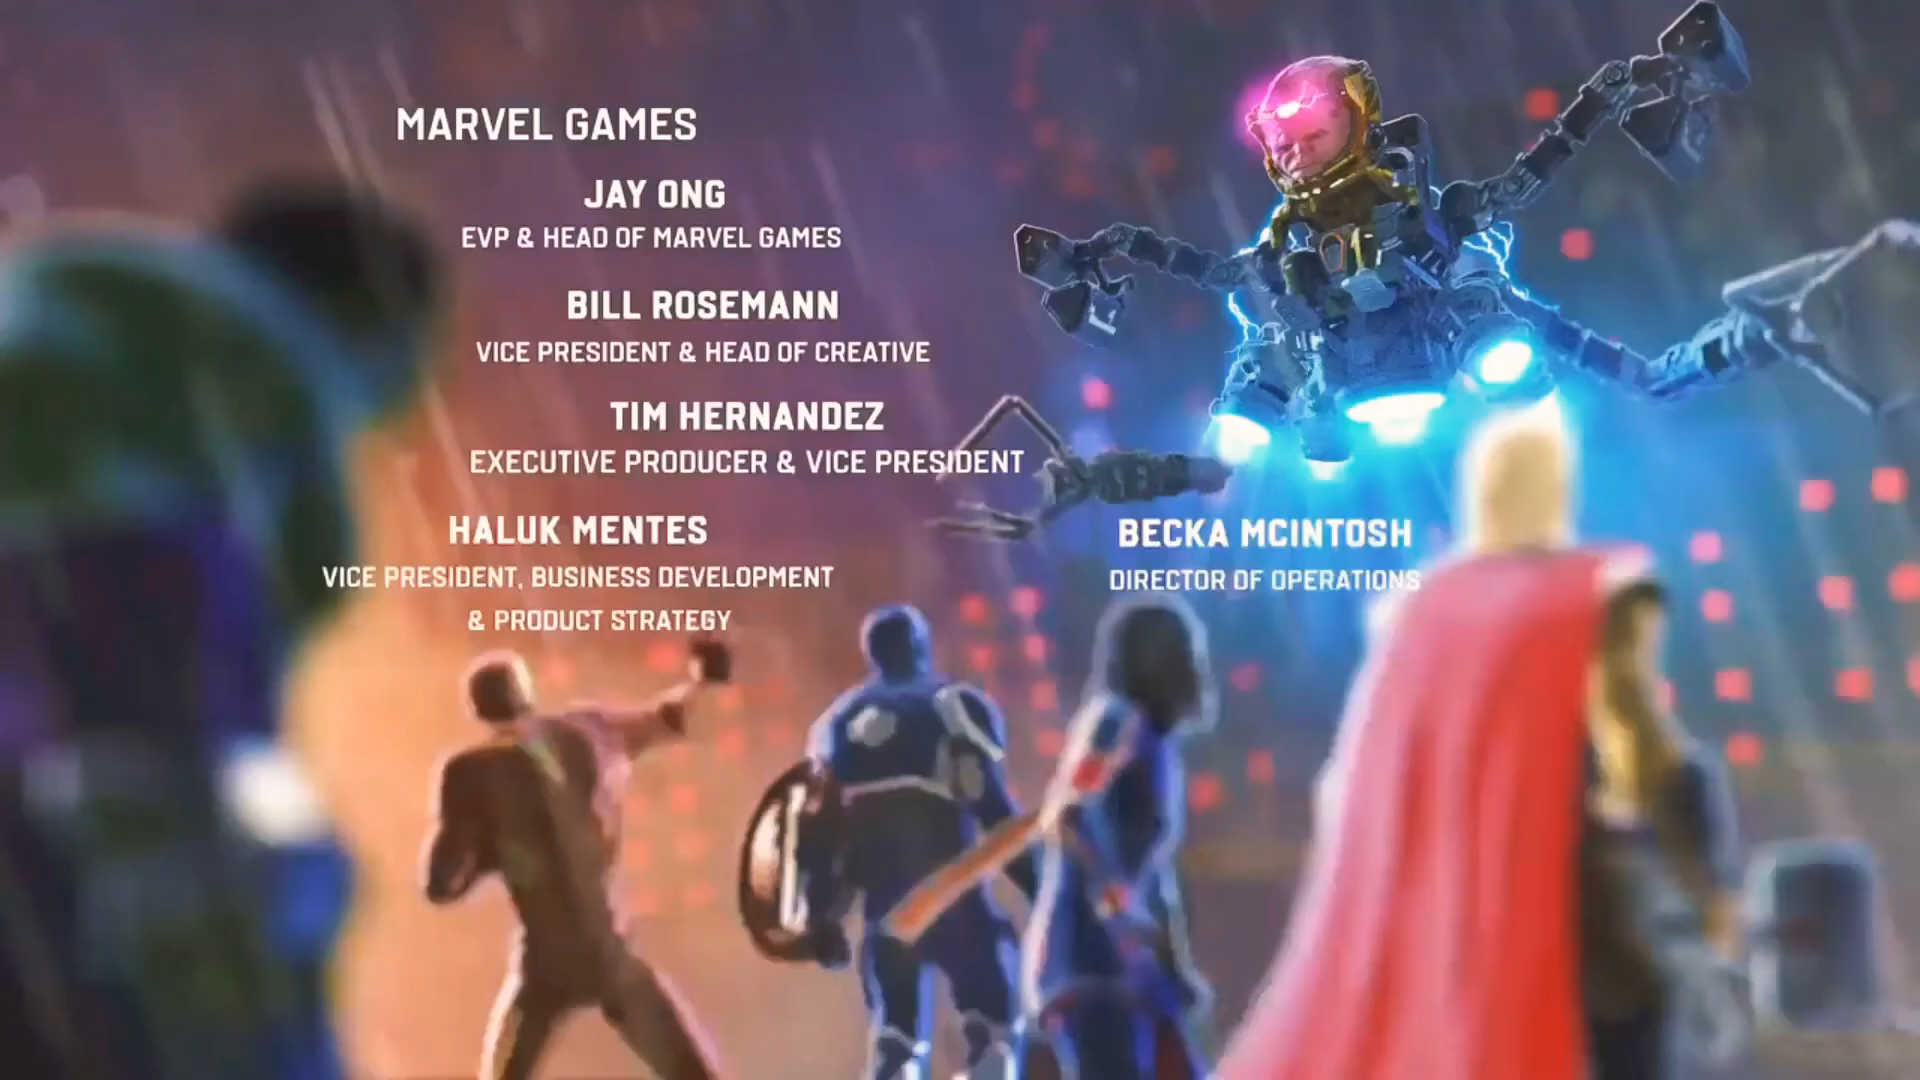 MARVEL GAMES
JAY ONG
EVP & HEAD OF MARVEL GAMES
BILL ROSEMANN
VICE PRESIDENT & HEAD OF CREATIVE
TIM HERNANDEZ
EXECUTIVE PRODUCER & VICE PRESIDENT
HALUK MENTES
VICE PRESIDENT, BUSINESS DEVELOPMENT
& PRODUCT STRATEGY
BECKA MCINTOSH
DIRECTOR OF OPERATIONS